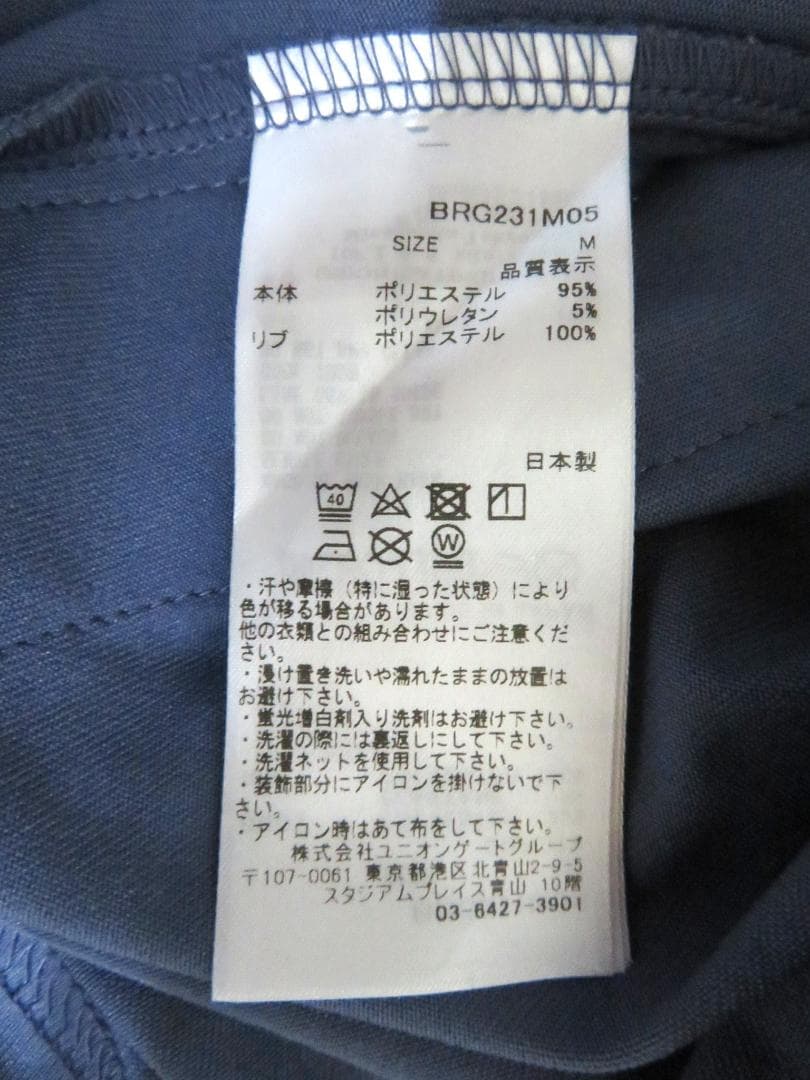 BRG231M05
SIZE M
品質表示
本体 ポリエステル 95%
ポリウレタン 5%
リブ ポリエステル 100%
日本製
40
W
・汗や摩擦（特に湿った状態）により
色が移る場合があります。
他の衣類との組み合わせにご注意くだ
さい。
・浸け置き洗いや濡れたままの放置は
お避け下さい。
・蛍光増白剤入り洗剤はお避け下さい。
・洗濯の際には裏返しにして下さい。
・洗濯ネットを使用して下さい。
・装飾部分にアイロンを掛けないで下
さい。
・アイロン時はあて布をして下さい。
株式会社ユニオンゲートグループ
〒107-0061 東京都港区北青山2-9-5
スタジアムプレイス青山 10階
03-6427-3901